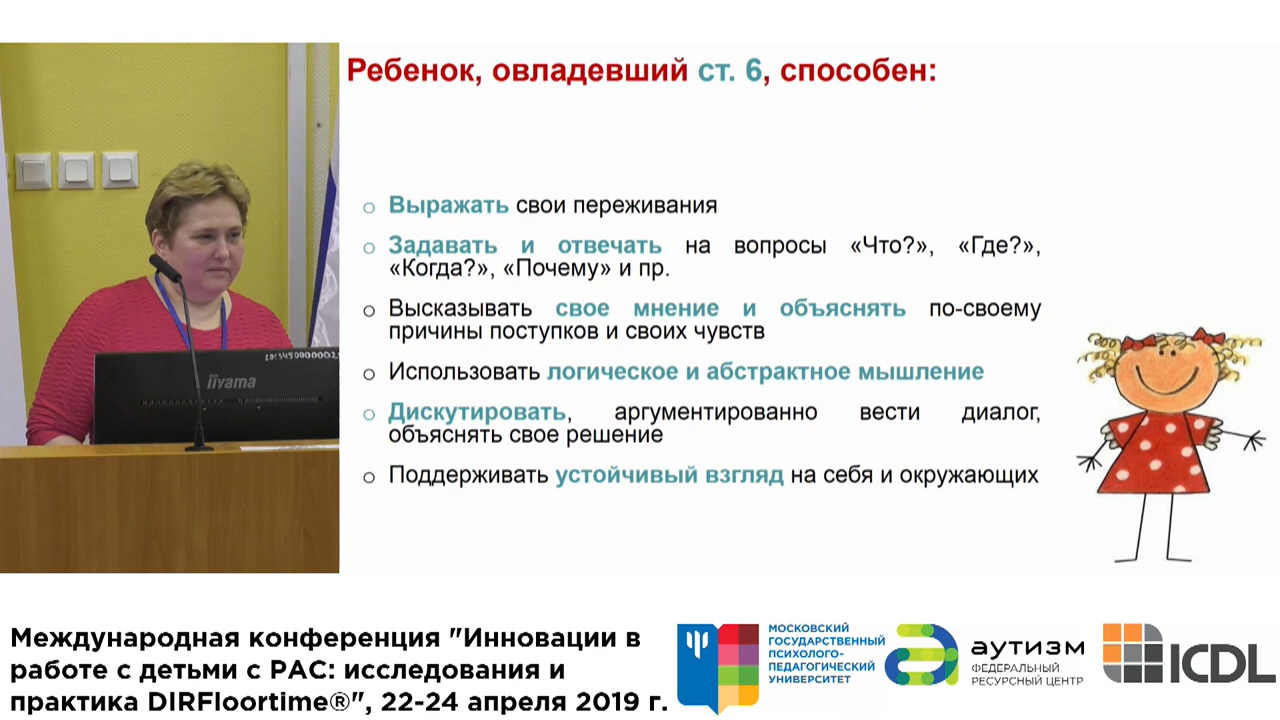 Ребенок, овладевший ст. 6, способен:
Выражать свои переживания
Задавать и отвечать на вопросы «Что?», «Где?»,
«Когда?», «Почему» и пр.
Высказывать свое мнение и объяснять по-своему
причины поступков и своих чувств
Использовать логическое и абстрактное мышление
Дискутировать, аргументированно вести диалог,
объяснять свое решение
Поддерживать устойчивый взгляд на себя и окружающих
iiyama
Международная конференция "Инновации в
работе с детьми с РАС: исследования и
практика DIRFloortime®", 22-24 апреля 2019 г.
МОСКОВСКИЙ
ГОСУДАРСТВЕННЫЙ
ПСИХОЛОГО-
ПЕДАГОГИЧЕСКИЙ
УНИВЕРСИТЕТ
аутизм
ФЕДЕРАЛЬНЫЙ
РЕСУРСНЫЙ ЦЕНТР
ICDL